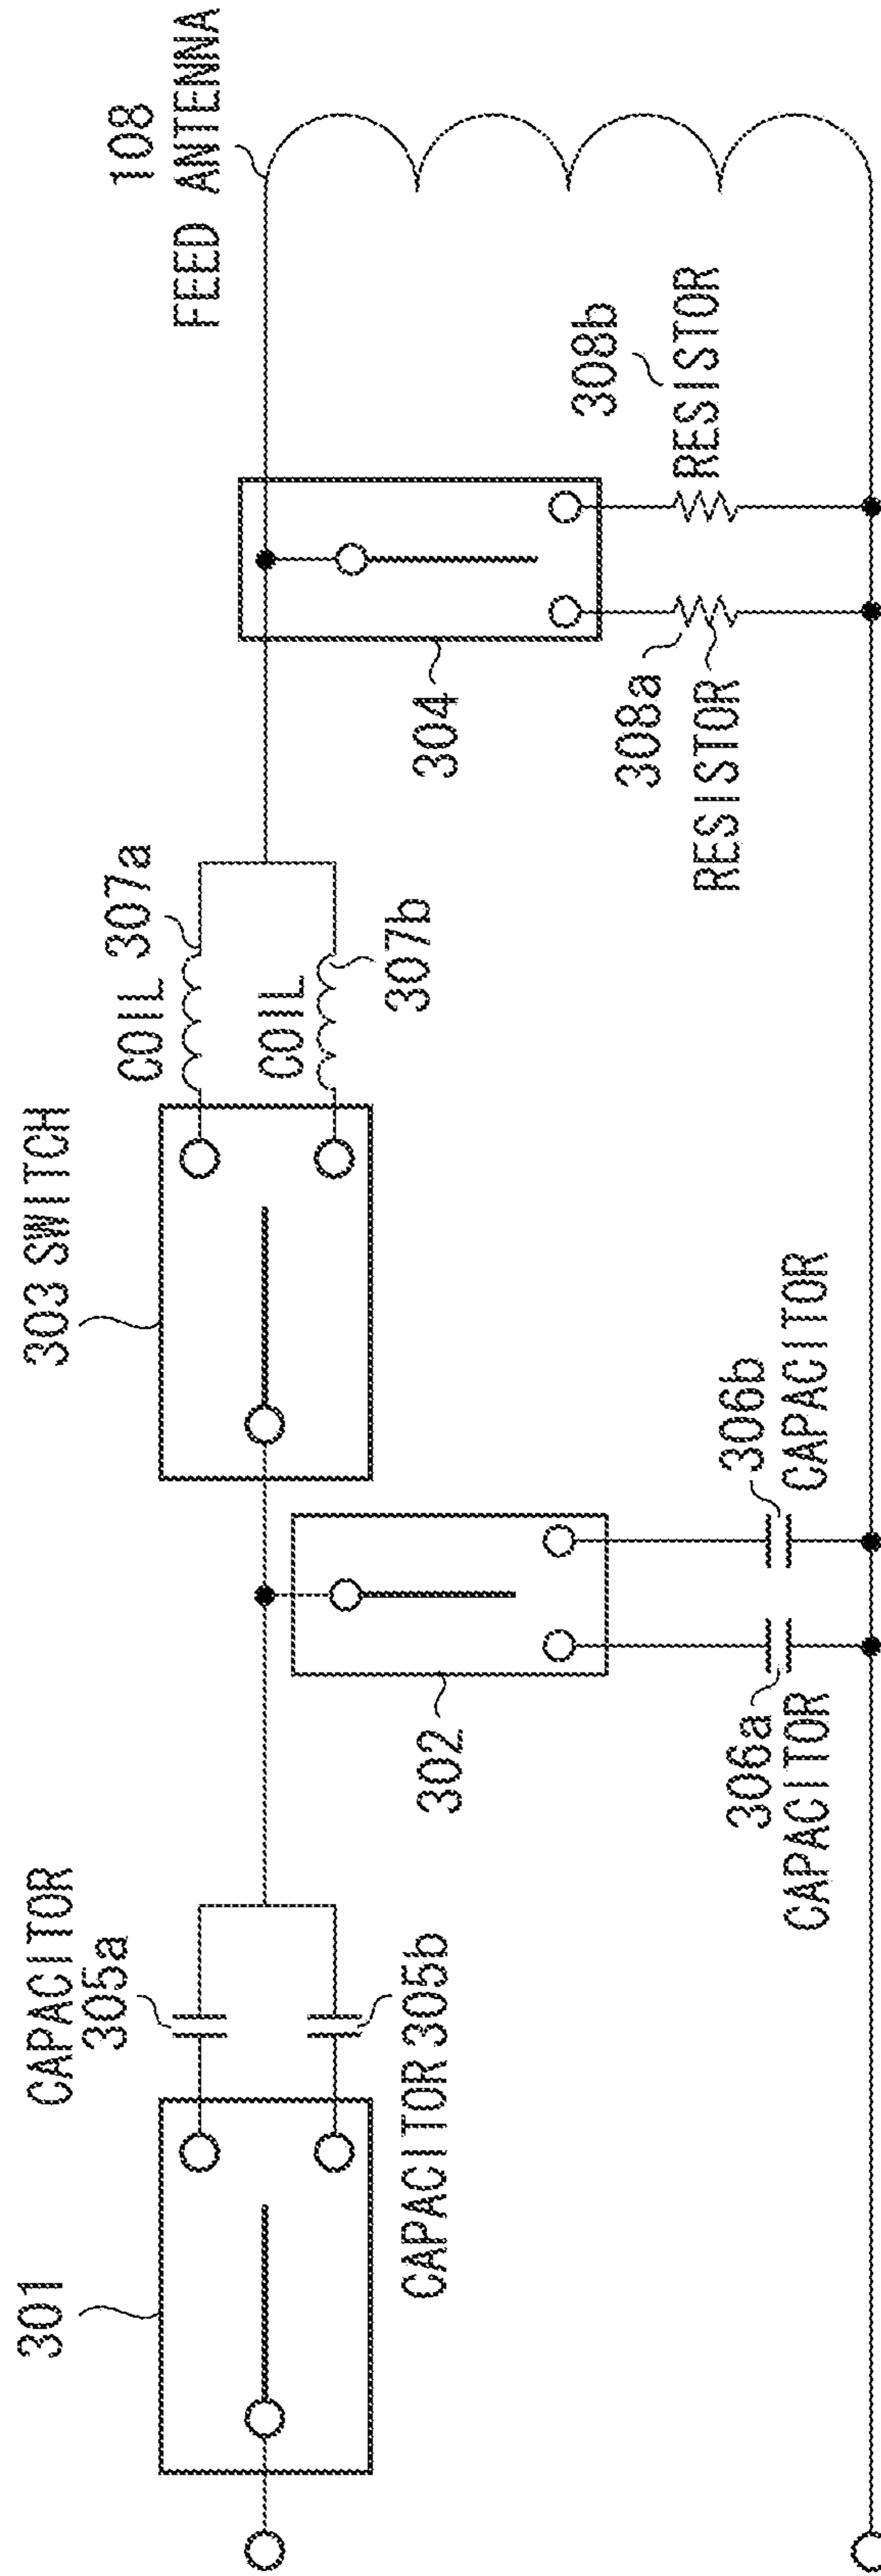 301
CAPACITOR
305a
CAPACITOR 305b
302
306a
CAPACITOR
306b
CAPACITOR
303 SWITCH
COIL 307a
COIL
307b
304
308a
RESISTOR
308b
RESISTOR
108
FEED ANTENNA